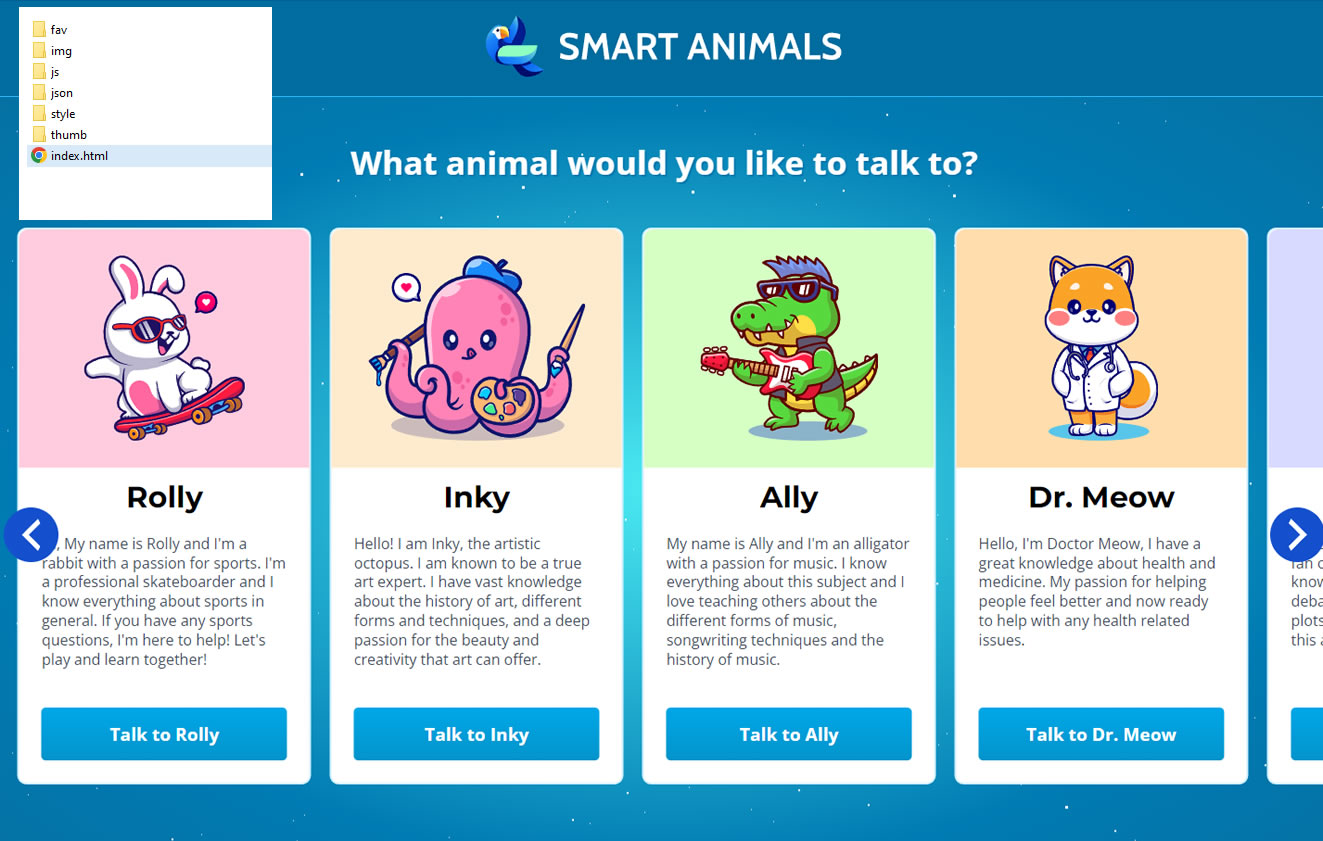 fav
img
js
json
style
thumb
index.html
SMART ANIMALS
What animal would you like to talk to?
Rolly
My name is Rolly and I'm a
rabbit with a passion for sports. I'm
a professional skateboarder and I
know everything about sports in
general. If you have any sports
questions, I'm here to help! Let's
play and learn together!
Talk to Rolly
Inky
Hello! I am Inky, the artistic
octopus. I am known to be a true
art expert. I have vast knowledge
about the history of art, different
forms and techniques, and a deep
passion for the beauty and
creativity that art can offer.
Talk to Inky
Ally
My name is Ally and I'm an alligator
with a passion for music. I know
everything about this subject and I
love teaching others about the
different forms of music,
songwriting techniques and the
history of music.
Talk to Ally
Dr. Meow
Hello, I'm Doctor Meow, I have a
great knowledge about health and
medicine. My passion for helping
people feel better and now ready
to help with any health related
issues.
Talk to Dr. Meow
know
deba
plots
this a